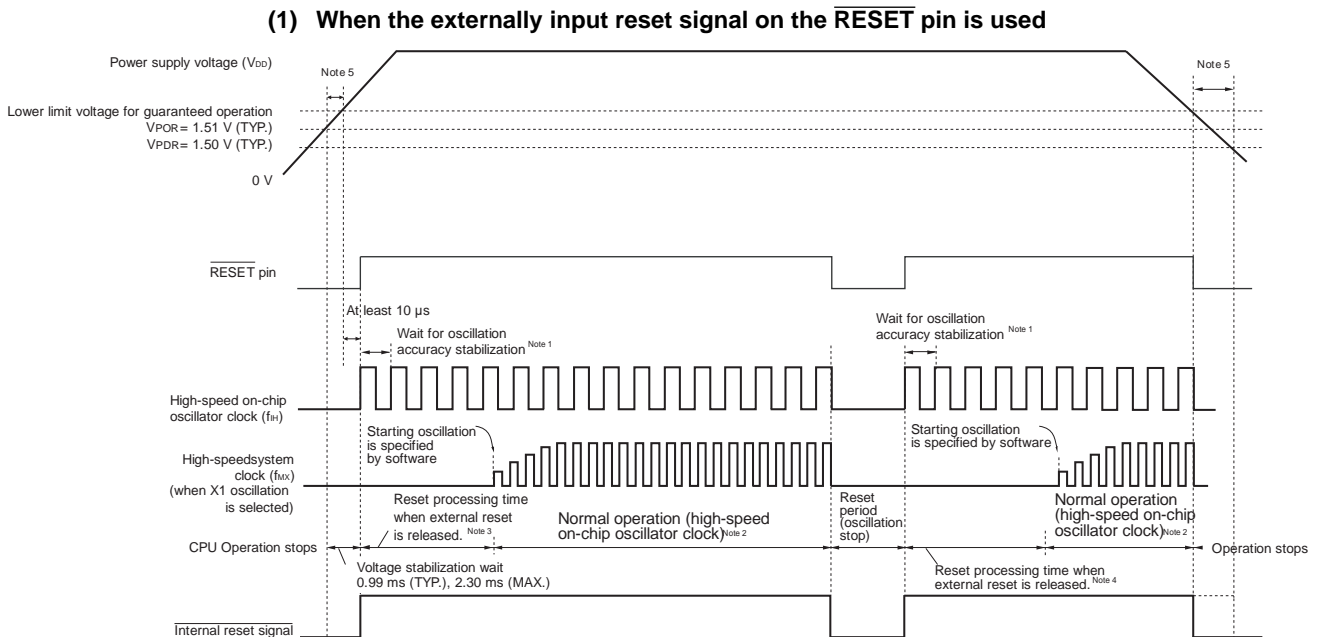 (1) When the externally input reset signal on the RESET pin is used
Power supply voltage (VDD)
Note 5
Note 5
Lower limit voltage for guaranteed operation
VPOR = 1.51 V (TYP.)
VPDR = 1.50 V (TYP.)
0 V
RESET pin
At least 10 µs
Wait for oscillation
accuracy stabilization Note 1
Wait for oscillation
accuracy stabilization Note 1
High-speed on-chip
oscillator clock (fIH)
Starting oscillation
is specified
by software
Starting oscillation
is specified by software
High-speedsystem
clock (fMX)
(when X1 oscillation
is selected)
Reset processing time
when external reset
is released. Note 3
Normal operation (high-speed
on-chip oscillator clock)Note 2
Reset
period
(oscillation
stop)
Normal operation
(high-speed on-chip
oscillator clock)Note 2
CPU Operation stops
Operation stops
Voltage stabilization wait
0.99 ms (TYP.), 2.30 ms (MAX.)
Reset processing time when
external reset is released. Note 4
Internal reset signal